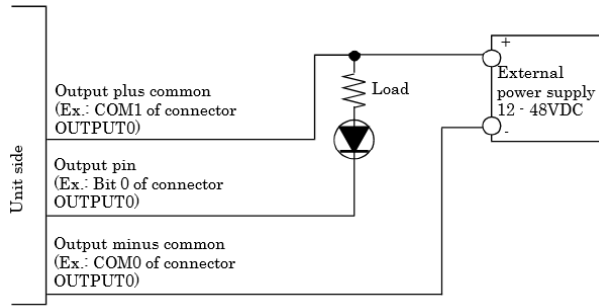 Unit side
Output plus common
(Ex.: COM1 of connector
OUTPUT0)
Output pin
(Ex.: Bit 0 of connector
OUTPUT0)
Output minus common
(Ex.: COM0 of connector
OUTPUT0)
Load
+
External
power supply
12 - 48VDC
-